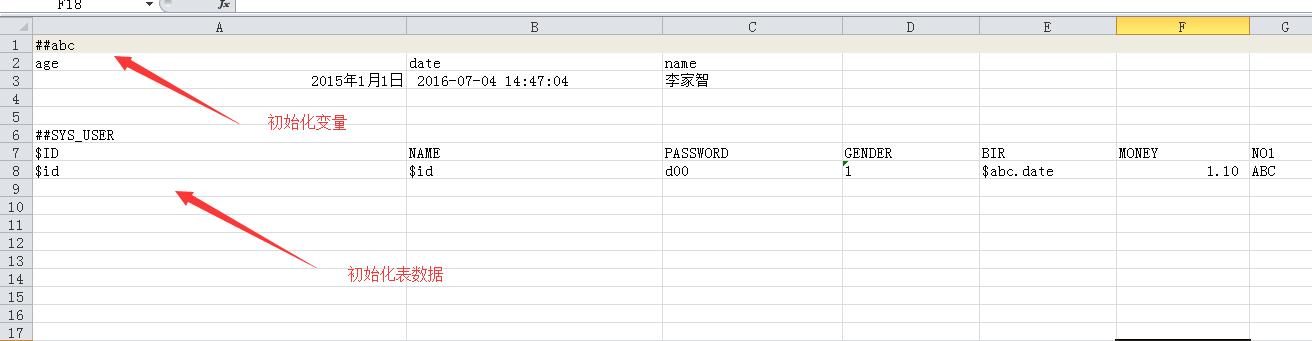 F18 fx
A B C D E F G
1 ##abc
2 age date name
3 2015年1月1日 2016-07-04 14:47:04 李家智
4
5 初始化变量
6 ##SYS_USER
7 $ID NAME PASSWORD GENDER BIR MONEY NO1
8 $id $id d00 1 $abc.date 1.10 ABC
9
10
11
12
13 初始化表数据
14
15
16
17